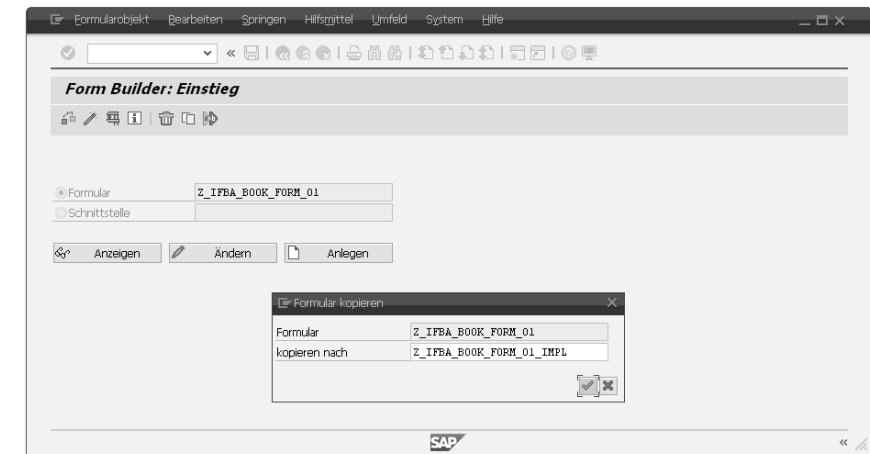 Formularobjekt Bearbeiten Springen Hilfsmittel Umfeld System Hilfe
Form Builder: Einstieg
Formular Z_IFBA_BOOK_FORM_01
Schnittstelle
Anzeigen Ändern Anlegen
Formular kopieren
Formular Z_IFBA_BOOK_FORM_01
kopieren nach Z_IFBA_BOOK_FORM_01_IMPL
SAP